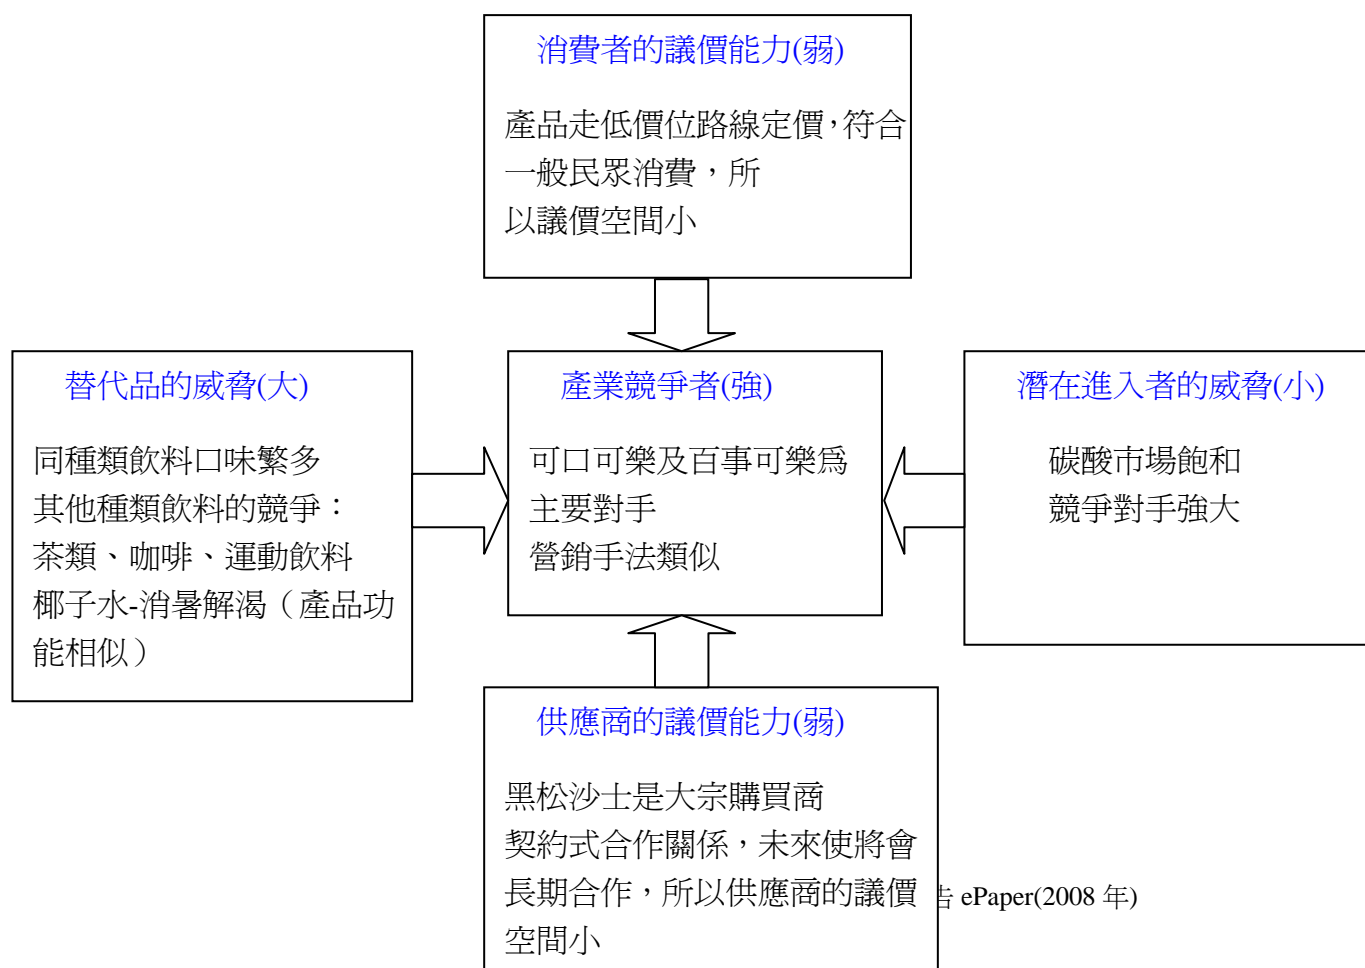 消費者的議價能力(弱)
產品走低價位路線定價，符合
一般民眾消費，所
以議價空間小
替代品的威脅(大)
同種類飲料口味繁多
其他種類飲料的競爭：
茶類、咖啡、運動飲料
椰子水-消暑解渴（產品功
能相似）
產業競爭者(強)
可口可樂及百事可樂為
主要對手
營銷手法類似
潛在進入者的威脅(小)
碳酸市場飽和
競爭對手強大
供應商的議價能力(弱)
黑松沙士是大宗購買商
契約式合作關係，未來使將會
長期合作，所以供應商的議價
空間小
ePaper(2008 年)